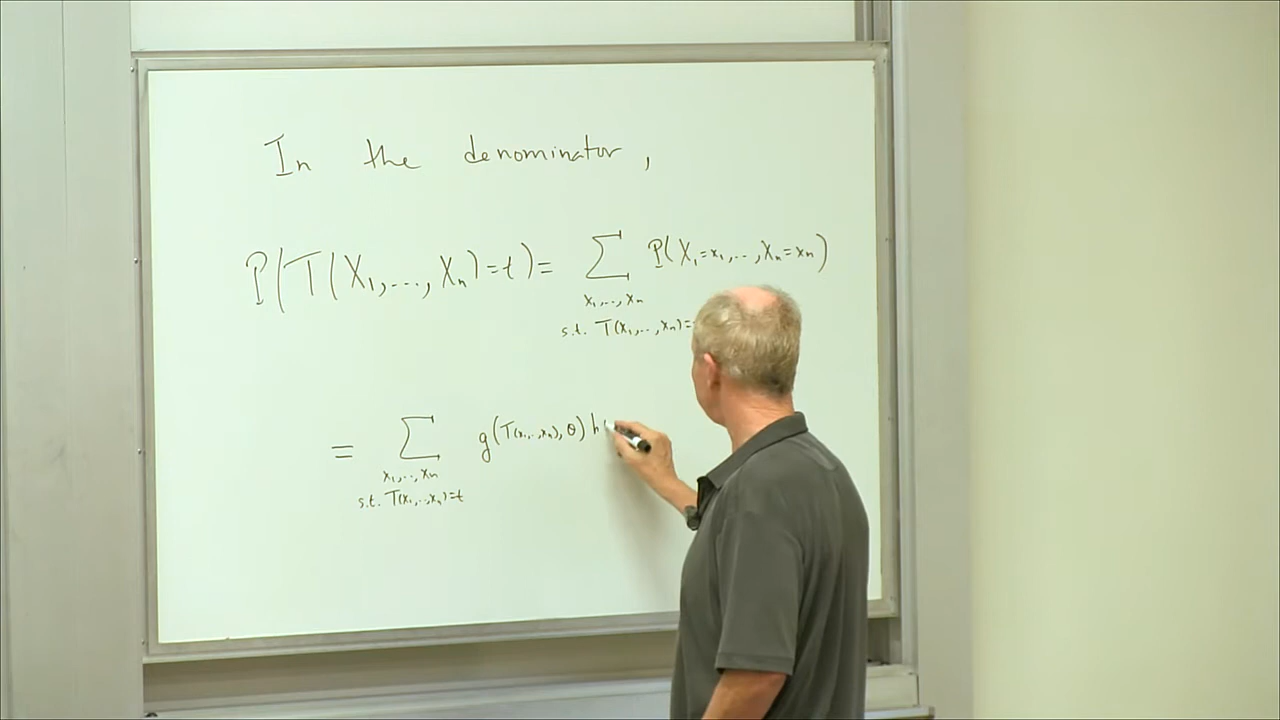 In the denominator,
P(T(X₁,...,Xₙ)=t)= ∑ P(X₁=x₁,...,Xₙ=xₙ)
x₁,...,xₙ
s.t. T(x₁,...,xₙ)=
= ∑ g(T(x₁,...,xₙ),θ) h
x₁,...,xₙ
s.t. T(x₁,...,xₙ)=t